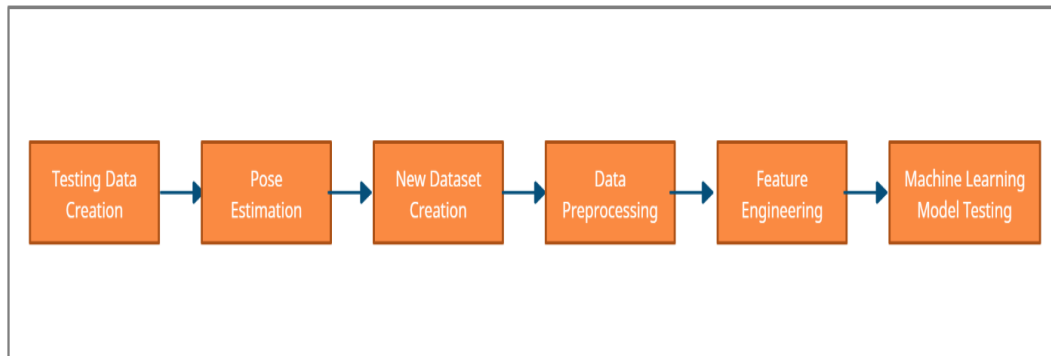 Testing Data
Creation
Pose
Estimation
New Dataset
Creation
Data
Preprocessing
Feature
Engineering
Machine Learning
Model Testing